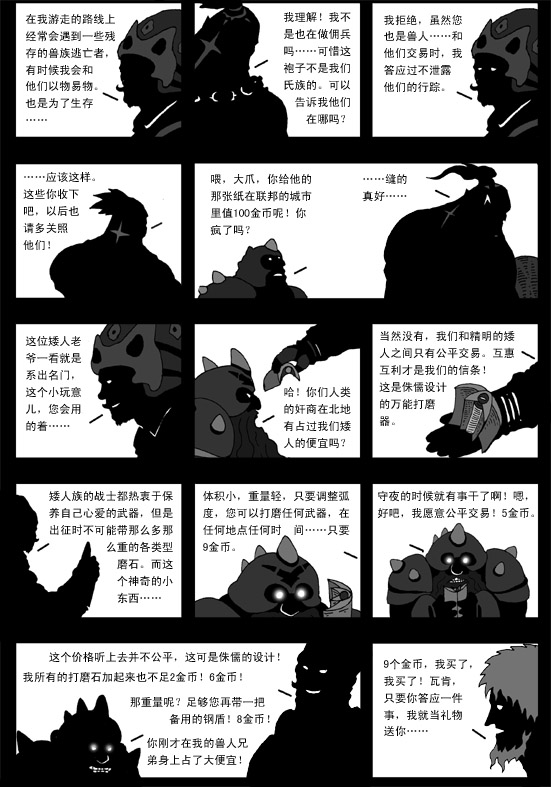 在我游走的路线上
经常会遇到一些残
存的兽族逃亡者，
有时候我会和
他们以物易物。
也是为了生存
……
我理解！我不
是也在做佣兵
吗……可惜这
袍子不是我们
氏族的。可以
告诉我他们
在哪吗？
我拒绝，虽然您
也是兽人……和
他们交易时，我
答应过不泄露
他们的行踪。
……应该这样。
这些你收下
吧，以后也
请多关照
他们！
喂，大爪，你给他的
那张纸在联邦的城市
里值100金币呢！你
疯了吗？
……缝的
真好……
这位矮人老
爷一看就是
系出名门，
这个小玩意
儿，您会用
的着……
哈！你们人类
的奸商在北地
有占过我们矮
人的便宜吗？
当然没有，我们和精明的矮
人之间只有公平交易。互惠
互利才是我们的信条！
这是侏儒设计
的万能打磨
器。
矮人族的战士都热衷于保
养自己心爱的武器，但是
出征时不可能带那么多那
么重的各类型
磨石。而这
个神奇的小
东西……
体积小，重量轻，只要调整弧
度，您可以打磨任何武器，在
任何地点任何时 间……只要
9金币。
守夜的时候就有事干了啊！嗯，
好吧，我愿意公平交易！5金币。
这个价格听上去并不公平，这可是侏儒的设计！
我所有的打磨石加起来也不足2金币！6金币！
那重量呢？足够您再带一把
备用的钢盾！8金币！
你刚才在我的兽人兄
弟身上占了大便宜！
9个金币，我买了，
我买了！瓦肯，
只要你答应一件
事，我就当礼物
送你……